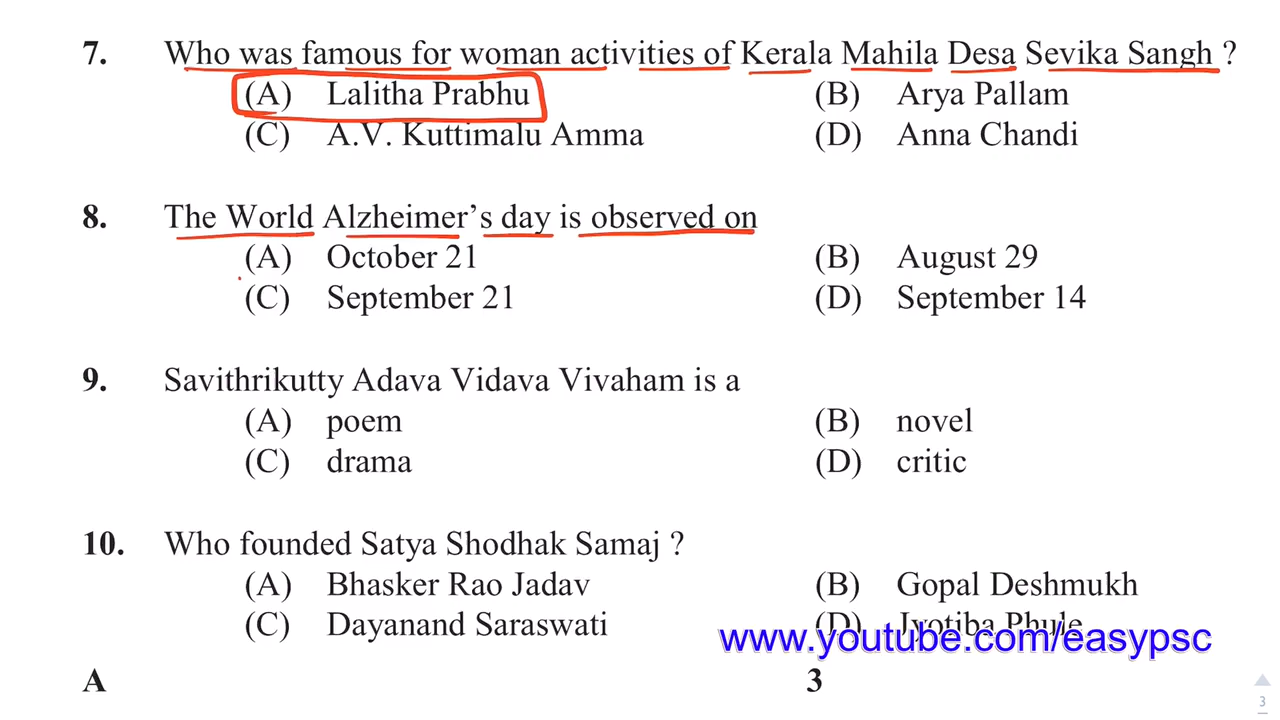 7. Who was famous for woman activities of Kerala Mahila Desa Sevika Sangh ?
(A) Lalitha Prabhu (B) Arya Pallam
(C) A.V. Kuttimalu Amma (D) Anna Chandi
8. The World Alzheimer's day is observed on
(A) October 21 (B) August 29
(C) September 21 (D) September 14
9. Savithrikutty Adava Vidava Vivaham is a
(A) poem (B) novel
(C) drama (D) critic
10. Who founded Satya Shodhak Samaj ?
(A) Bhasker Rao Jadav (B) Gopal Deshmukh
(C) Dayanand Saraswati (D) Jyotiba Phule
www.youtube.com/easypsc
A 3
3